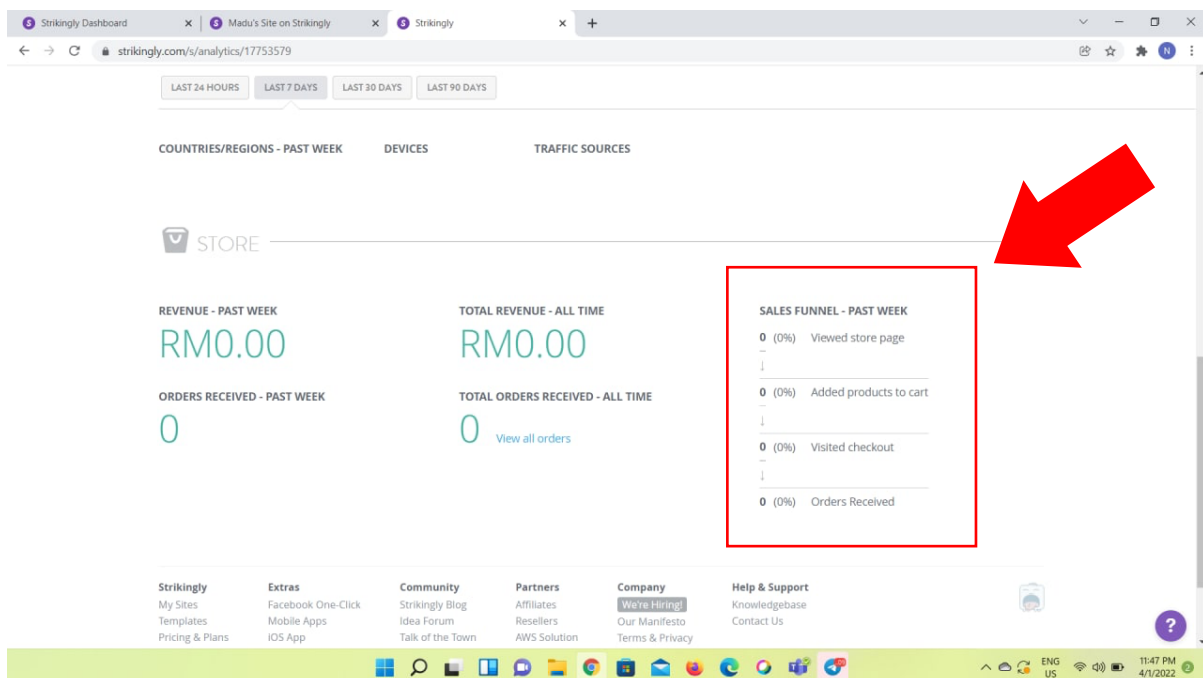 Strikingly Dashboard
Madu's Site on Strikingly
Strikingly
strikingly.com/s/analytics/17753579
N
LAST 24 HOURS LAST 7 DAYS LAST 30 DAYS LAST 90 DAYS
COUNTRIES/REGIONS - PAST WEEK DEVICES TRAFFIC SOURCES
STORE
REVENUE - PAST WEEK
RM0.00
ORDERS RECEIVED - PAST WEEK
0
TOTAL REVENUE - ALL TIME
RM0.00
TOTAL ORDERS RECEIVED - ALL TIME
0 View all orders
SALES FUNNEL - PAST WEEK
0 (0%) Viewed store page
↓
0 (0%) Added products to cart
↓
0 (0%) Visited checkout
↓
0 (0%) Orders Received
Strikingly
My Sites
Templates
Pricing & Plans
Extras
Facebook One-Click
Mobile Apps
iOS App
Community
Strikingly Blog
Idea Forum
Talk of the Town
Partners
Affiliates
Resellers
AWS Solution
Company
We're Hiring!
Our Manifesto
Terms & Privacy
Help & Support
Knowledgebase
Contact Us
?
ENG
US
11:47 PM
4/1/2022
2